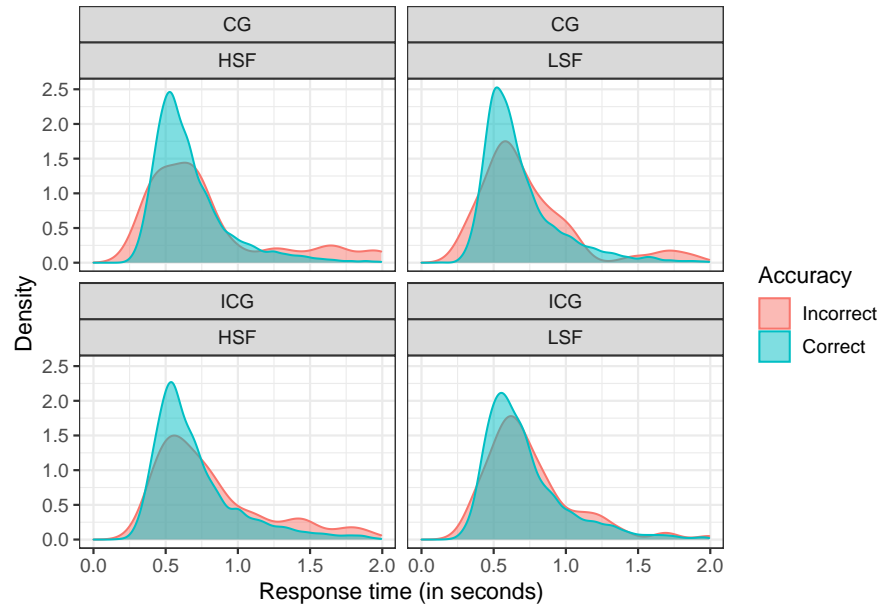 CG
CG
HSF
LSF
2.5
2.0
1.5
1.0
0.5
0.0
ICG
ICG
HSF
LSF
2.5
2.0
1.5
1.0
0.5
0.0
0.0 0.5 1.0 1.5 2.0
0.0 0.5 1.0 1.5 2.0
Response time (in seconds)
Density
Accuracy
Incorrect
Correct